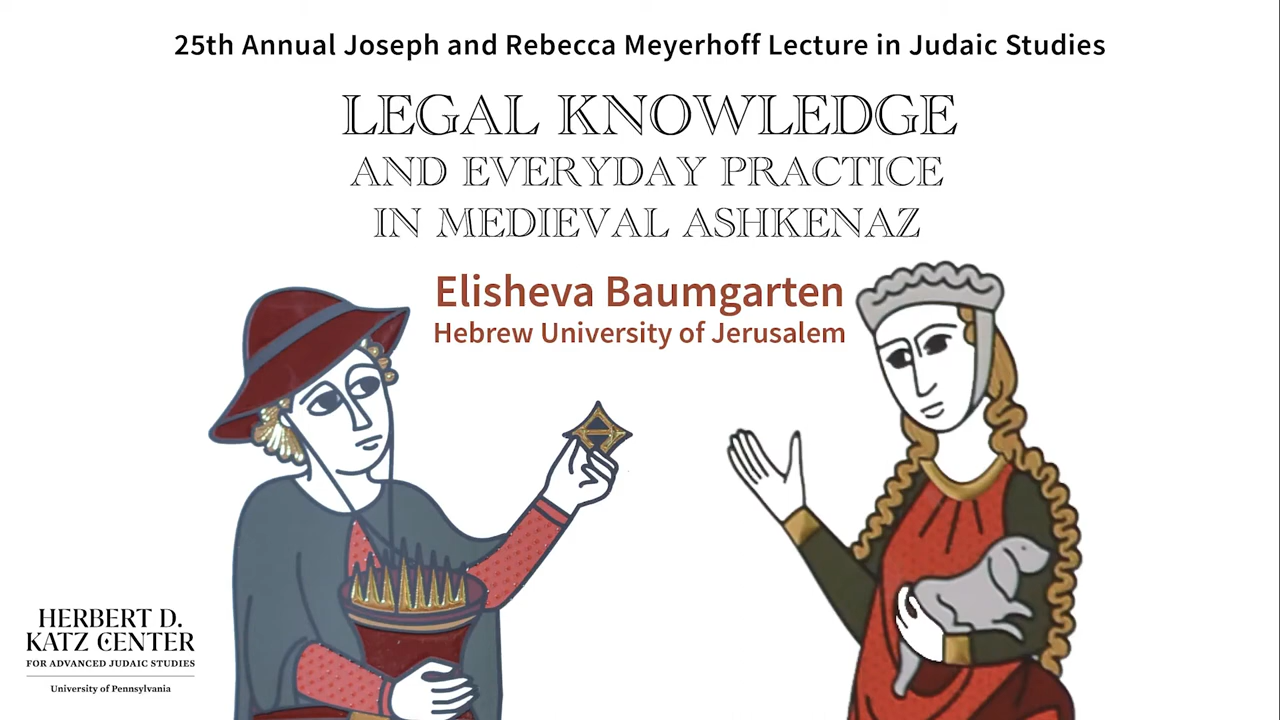 25th Annual Joseph and Rebecca Meyerhoff Lecture in Judaic Studies
LEGAL KNOWLEDGE
AND EVERYDAY PRACTICE
IN MEDIEVAL ASHKENAZ
Elisheva Baumgarten
Hebrew University of Jerusalem
HERBERT D.
KATZ CENTER
FOR ADVANCED JUDAIC STUDIES
University of Pennsylvania